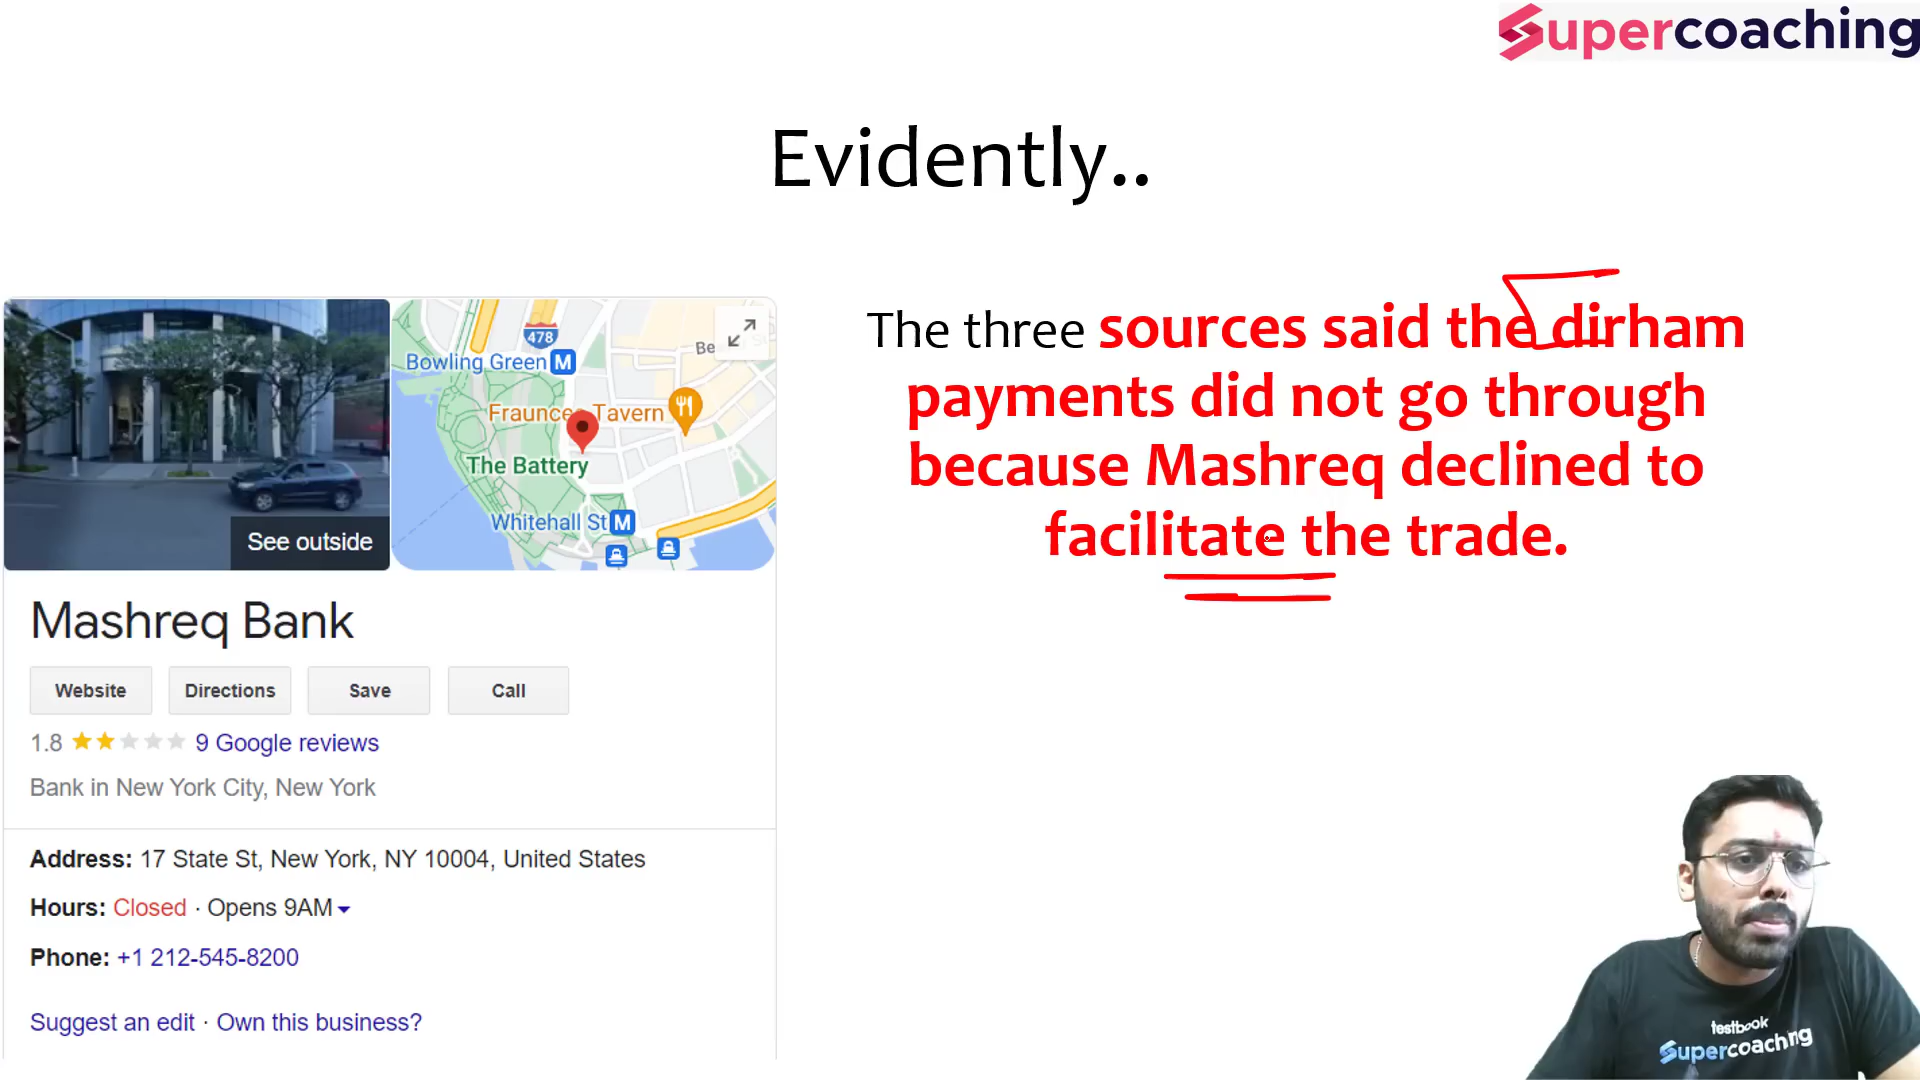 Supercoaching
Evidently..
The three sources said the dirham
payments did not go through
because Mashreq declined to
facilitate the trade.
478
Bowling Green M
Be
Fraunces Tavern
The Battery
Whitehall St M
See outside
Mashreq Bank
Website Directions Save Call
1.8 9 Google reviews
Bank in New York City, New York
Address: 17 State St, New York, NY 10004, United States
Hours: Closed · Opens 9AM
Phone: +1 212-545-8200
Suggest an edit · Own this business?
testbook
Supercoaching